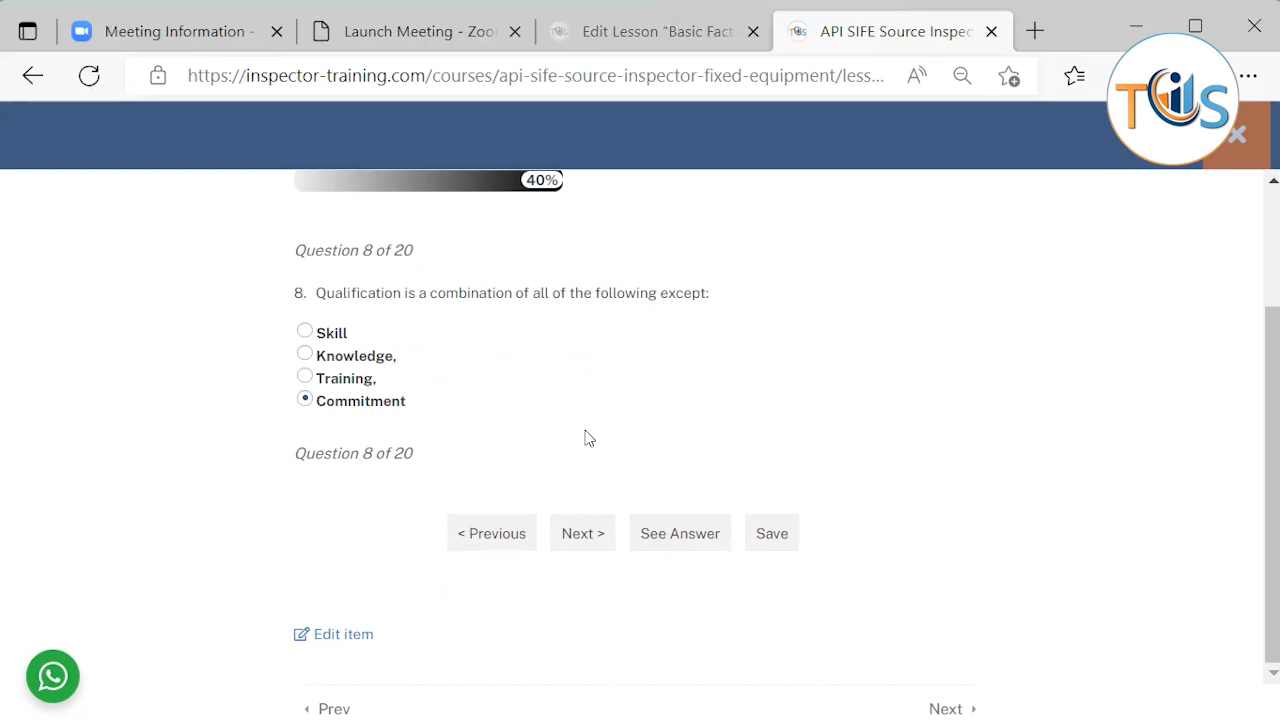 Meeting Information -
Launch Meeting - Zoo
Edit Lesson "Basic Fact
API SIFE Source Inspec
https://inspector-training.com/courses/api-sife-source-inspector-fixed-equipment/less...
TIS
40%
Question 8 of 20
8. Qualification is a combination of all of the following except:
Skill
Knowledge,
Training,
Commitment
Question 8 of 20
< Previous
Next >
See Answer
Save
Edit item
Prev
Next